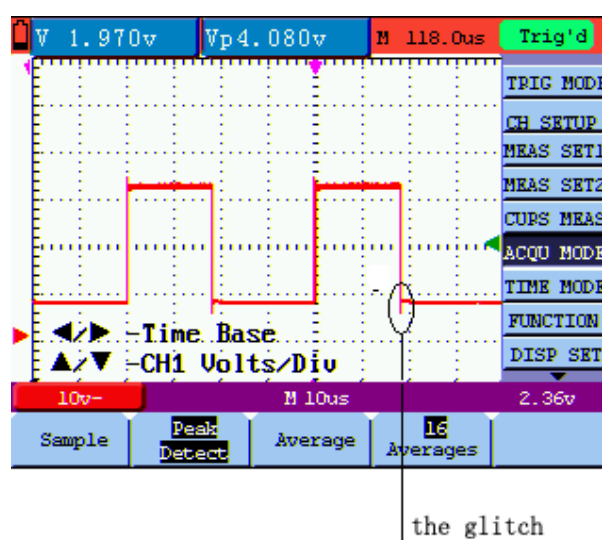 V 1.970v Vp4.080v M 118.0us Trig'd
TRIG MODE
CH SETUP
MEAS SET1
MEAS SET2
CURS MEAS
ACQU MODE
TIME MODE
FUNCTION
DISP SET
◀/▶ -Time Base
▲/▼ -CH1 Volts/Div
10v- M 10us 2.36v
Sample Peak Detect Average 16 Averages
the glitch